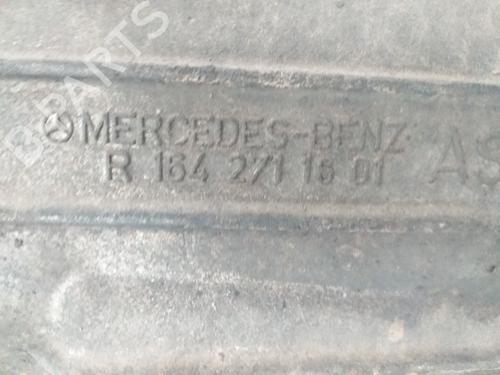 MERCEDES-BENZ
R 164 271 16 01 AS
B-PARTS